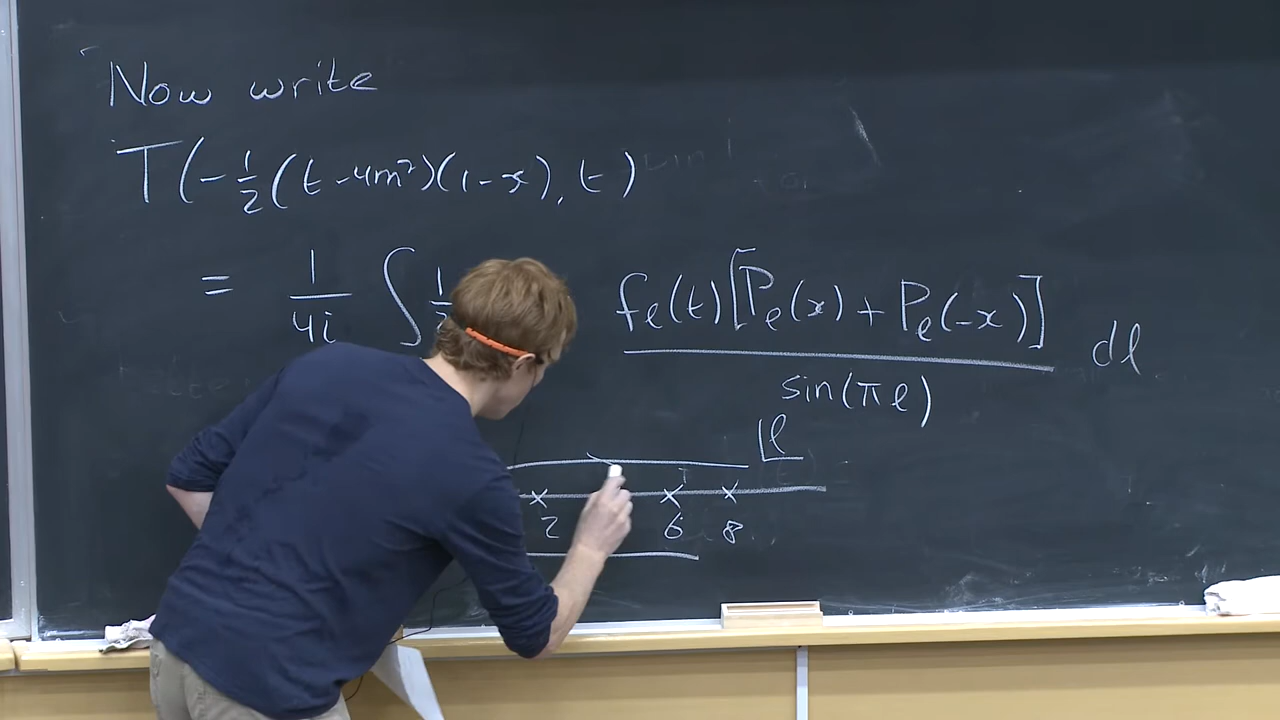 Now write
T(-½(t-4m²)(1-x), t)
= 1/4i ∫ fₗ(t)[Pₗ(x) + Pₗ(-x)] / sin(πl) dl
l
2 6 8